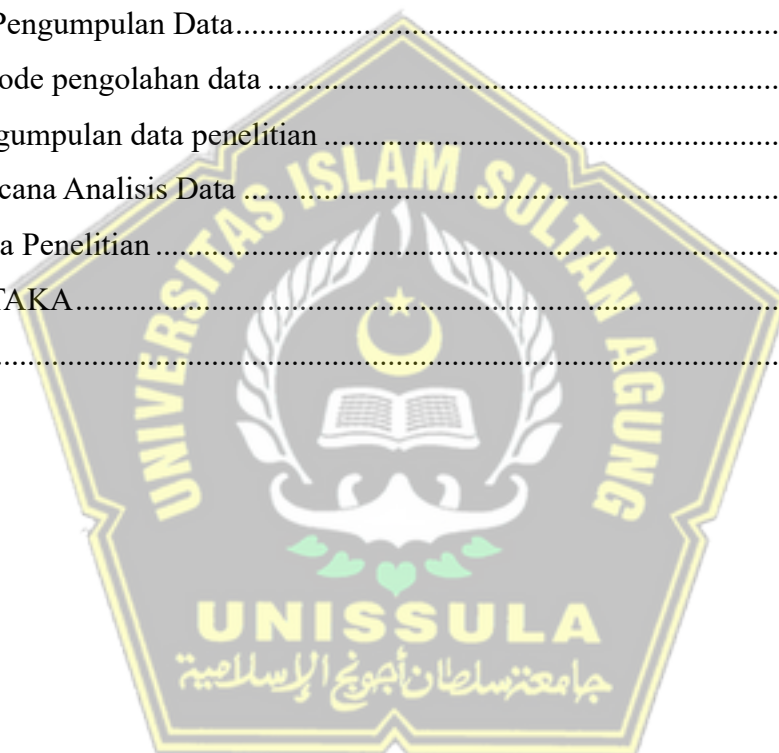 Pengumpulan Data
ode pengolahan data
gumpulan data penelitian
cana Analisis Data
a Penelitian
TAKA
UNIVERSITAS ISLAM SULTAN AGUNG
UNISSULA
جامعة سلطان أجونج الإسلامية